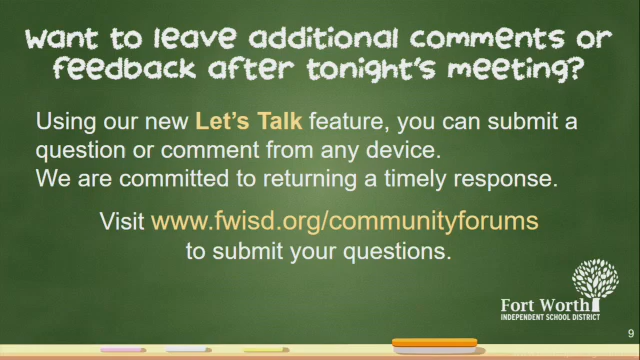 Want to leave additional comments or
feedback after tonight's meeting?
Using our new Let's Talk feature, you can submit a
question or comment from any device.
We are committed to returning a timely response.
Visit www.fwisd.org/communityforums
to submit your questions.
Fort Worth
INDEPENDENT SCHOOL DISTRICT
9